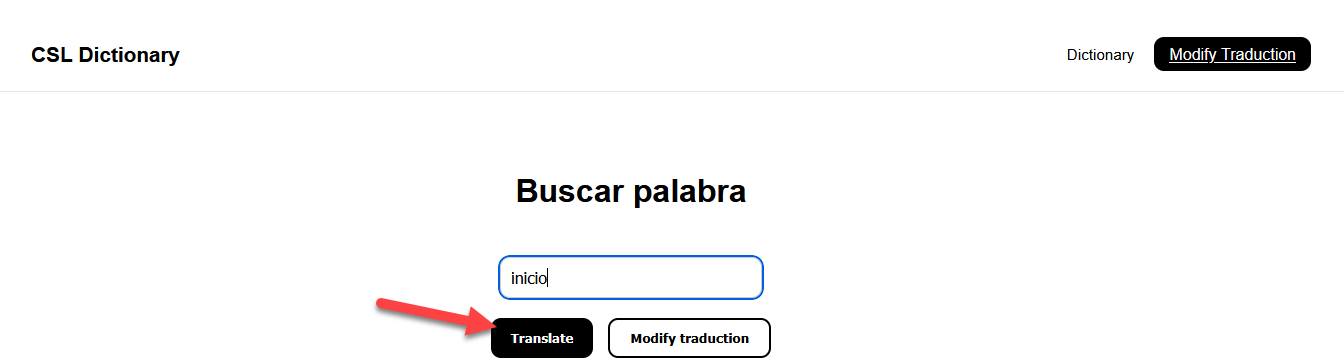 CSL Dictionary
Dictionary
Modify Traduction
Buscar palabra
inicio
Translate
Modify traduction